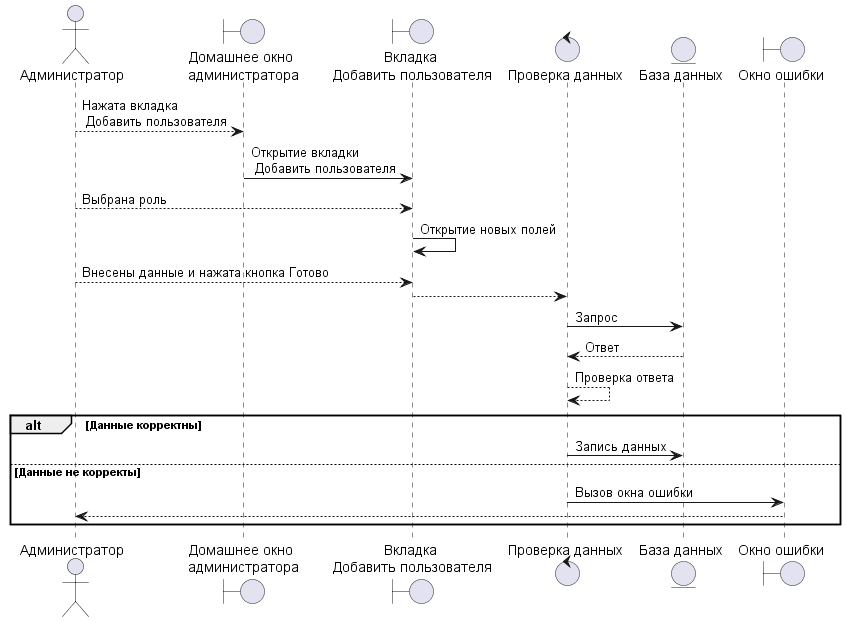 Администратор
Домашнее окно
администратора
Вкладка
Добавить пользователя
Проверка данных
База данных
Окно ошибки
Нажата вкладка
Добавить пользователя
Открытие вкладки
Добавить пользователя
Выбрана роль
Открытие новых полей
Внесены данные и нажата кнопка Готово
Запрос
Ответ
Проверка ответа
alt [Данные корректны]
Запись данных
[Данные не корректы]
Вызов окна ошибки
Администратор
Домашнее окно
администратора
Вкладка
Добавить пользователя
Проверка данных
База данных
Окно ошибки